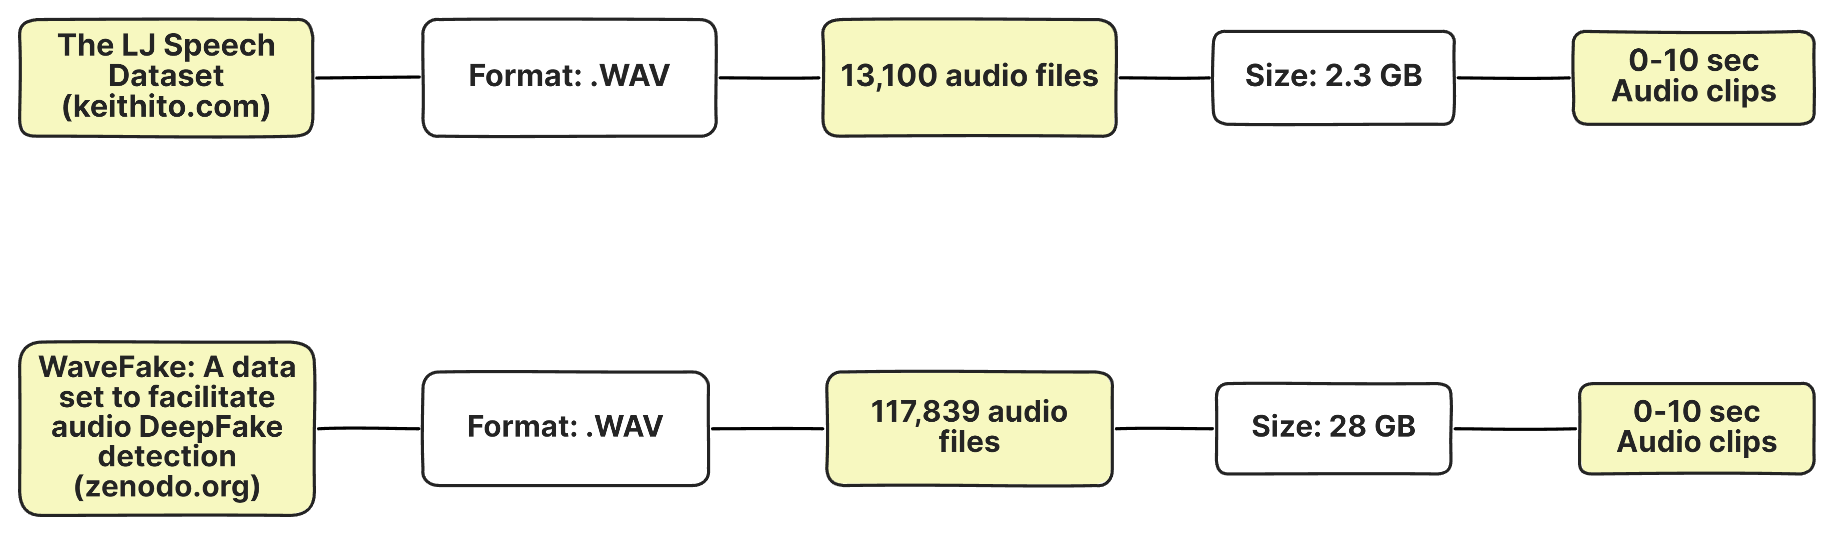 The LJ Speech
Dataset
(keithito.com)
Format: .WAV
13,100 audio files
Size: 2.3 GB
0-10 sec
Audio clips
WaveFake: A data
set to facilitate
audio DeepFake
detection
(zenodo.org)
Format: .WAV
117,839 audio
files
Size: 28 GB
0-10 sec
Audio clips